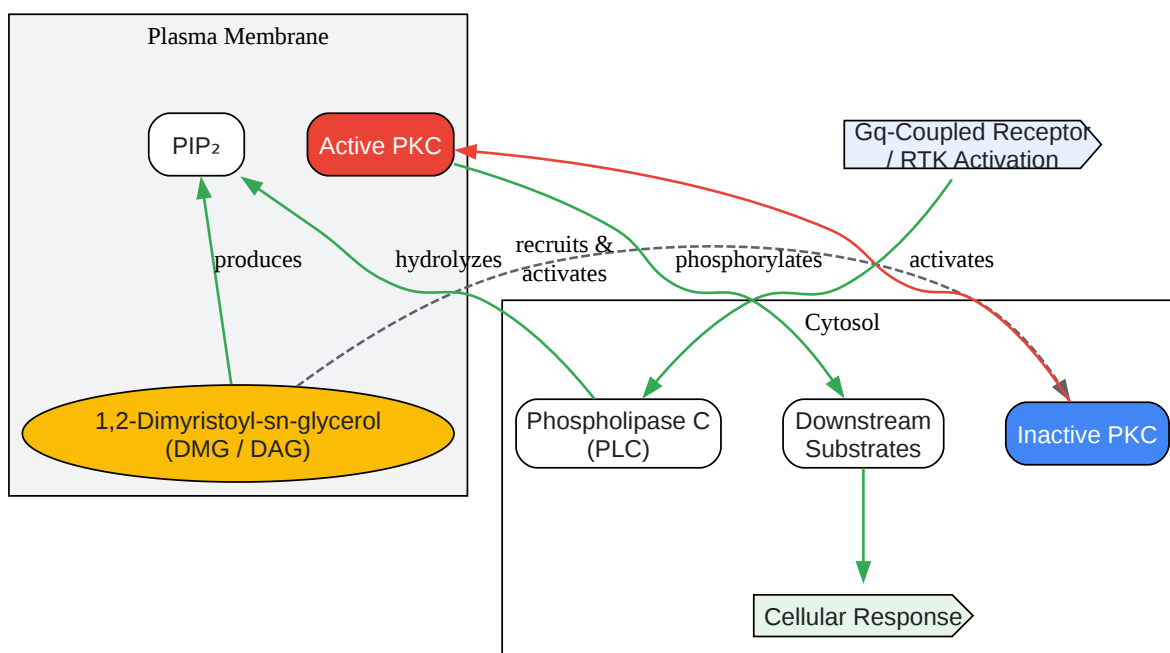 Plasma Membrane
PIP₂
Active PKC
Gq-Coupled Receptor
/ RTK Activation
produces
hydrolyzes
recruits &
activates
phosphorylates
activates
Cytosol
1,2-Dimyristoyl-sn-glycerol
(DMG / DAG)
Phospholipase C
(PLC)
Downstream
Substrates
Inactive PKC
Cellular Response